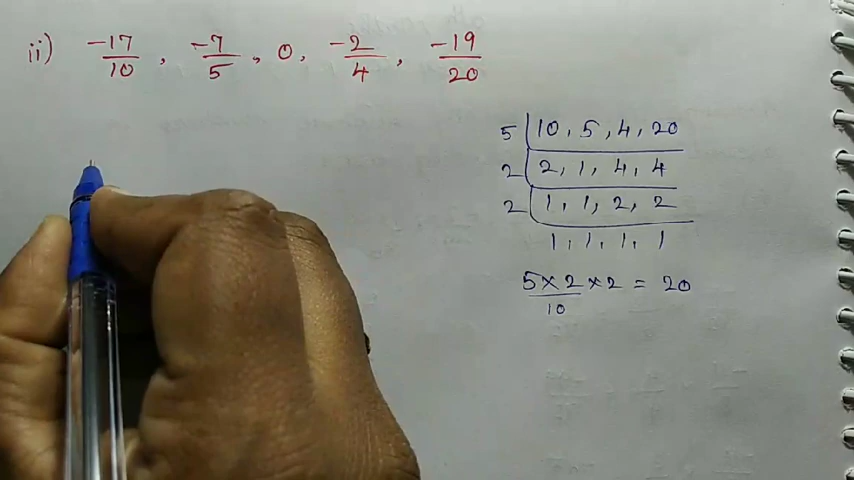 ii) -17/10, -7/5, 0, -2/4, -19/20
5 | 10, 5, 4, 20
2 | 2, 1, 4, 4
2 | 1, 1, 2, 2
1, 1, 1, 1
5 × 2 × 2 = 20
10